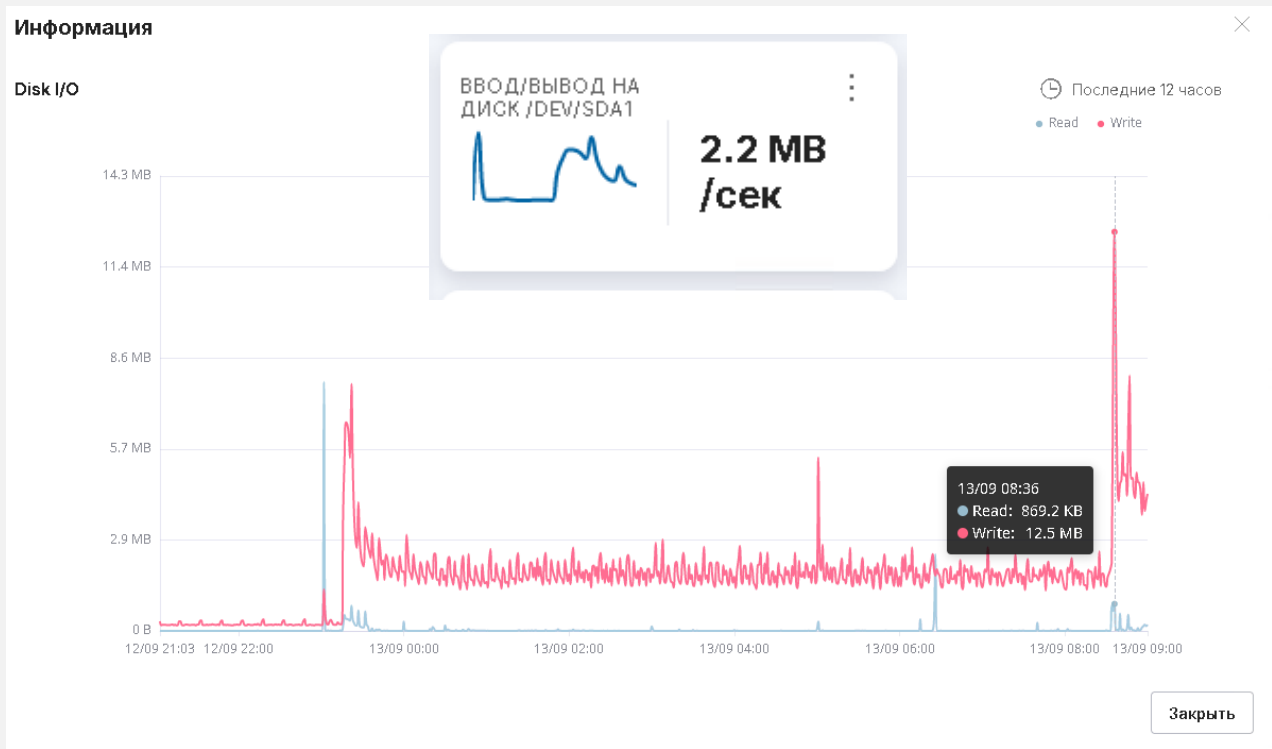 Информация
Disk I/O
ВВОД/ВЫВОД НА
ДИСК /DEV/SDA1
2.2 MB
/сек
Последние 12 часов
Read Write
14.3 MB
11.4 MB
8.6 MB
5.7 MB
2.9 MB
0 B
13/09 08:36
Read: 869.2 KB
Write: 12.5 MB
12/09 21:03 12/09 22:00 13/09 00:00 13/09 02:00 13/09 04:00 13/09 06:00 13/09 08:00 13/09 09:00
Закрыть